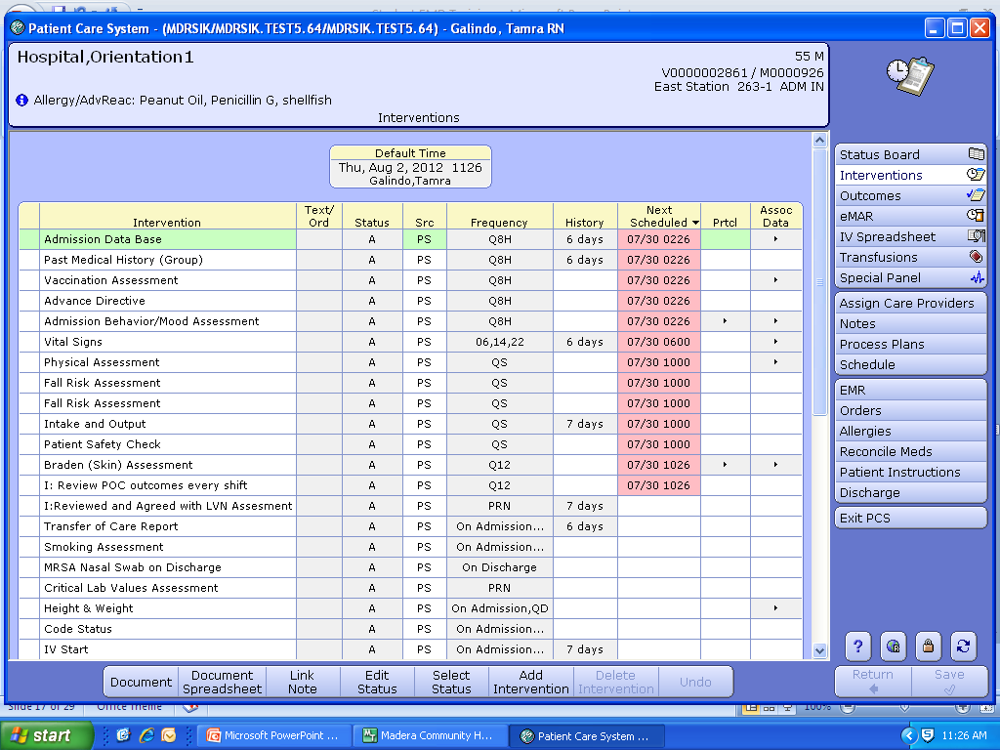 Patient Care System - (MDRSIK/MDRSIK.TEST5.64/MDRSIK.TEST5.64) - Galindo, Tamra RN
Hospital,Orientation1
55 M
V0000002861 / M0000926
East Station 263-1 ADM IN
Allergy/AdvReac: Peanut Oil, Penicillin G, shellfish
Interventions
Default Time
Thu, Aug 2, 2012 1126
Galindo,Tamra
Intervention Text/ Ord Status Src Frequency History Next Scheduled Prtcl Assoc Data
Admission Data Base A PS Q8H 6 days 07/30 0226
Past Medical History (Group) A PS Q8H 6 days 07/30 0226
Vaccination Assessment A PS Q8H 07/30 0226
Advance Directive A PS Q8H 07/30 0226
Admission Behavior/Mood Assessment A PS Q8H 07/30 0226
Vital Signs A PS 06,14,22 6 days 07/30 0600
Physical Assessment A PS QS 07/30 1000
Fall Risk Assessment A PS QS 07/30 1000
Fall Risk Assessment A PS QS 07/30 1000
Intake and Output A PS QS 7 days 07/30 1000
Patient Safety Check A PS QS 07/30 1000
Braden (Skin) Assessment A PS Q12 07/30 1026
I: Review POC outcomes every shift A PS Q12 07/30 1026
I:Reviewed and Agreed with LVN Assesment A PS PRN 7 days
Transfer of Care Report A PS On Admission... 6 days
Smoking Assessment A PS On Admission...
MRSA Nasal Swab on Discharge A PS On Discharge
Critical Lab Values Assessment A PS PRN
Height & Weight A PS On Admission,QD
Code Status A PS On Admission...
IV Start A PS On Admission... 7 days
Document
Document Spreadsheet
Link Note
Edit Status
Select Status
Add Intervention
Delete Intervention
Undo
Status Board
Interventions
Outcomes
eMAR
IV Spreadsheet
Transfusions
Special Panel
Assign Care Providers
Notes
Process Plans
Schedule
EMR
Orders
Allergies
Reconcile Meds
Patient Instructions
Discharge
Exit PCS
?
Return
Save
Slide 17 of 29 Office Theme 100%
start
Microsoft PowerPoint ...
Madera Community H...
Patient Care System ...
11:26 AM